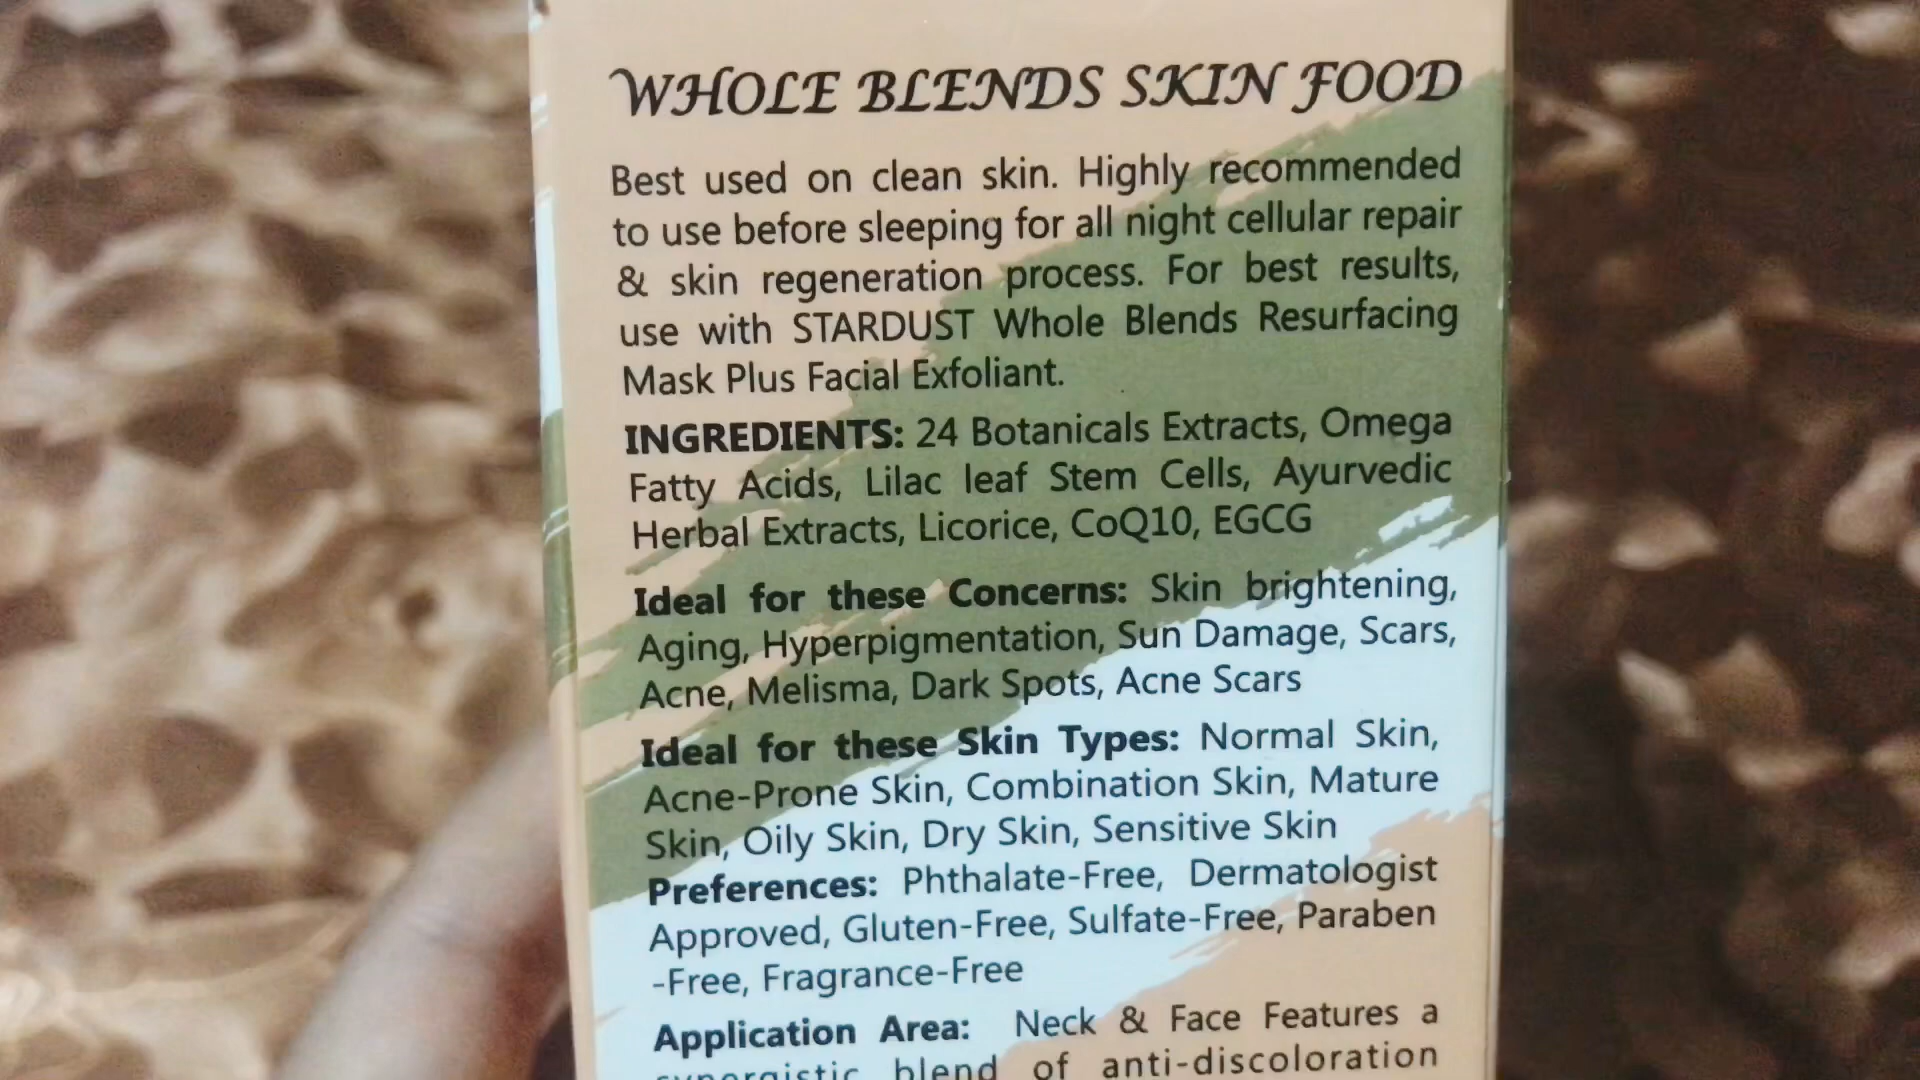 WHOLE BLENDS SKIN FOOD
Best used on clean skin. Highly recommended
to use before sleeping for all night cellular repair
& skin regeneration process. For best results,
use with STARDUST Whole Blends Resurfacing
Mask Plus Facial Exfoliant.
INGREDIENTS: 24 Botanicals Extracts, Omega
Fatty Acids, Lilac leaf Stem Cells, Ayurvedic
Herbal Extracts, Licorice, CoQ10, EGCG
Ideal for these Concerns: Skin brightening,
Aging, Hyperpigmentation, Sun Damage, Scars,
Acne, Melisma, Dark Spots, Acne Scars
Ideal for these Skin Types: Normal Skin,
Acne-Prone Skin, Combination Skin, Mature
Skin, Oily Skin, Dry Skin, Sensitive Skin
Preferences: Phthalate-Free, Dermatologist
Approved, Gluten-Free, Sulfate-Free, Paraben
-Free, Fragrance-Free
Application Area: Neck & Face Features a
synergistic blend of anti-discoloration